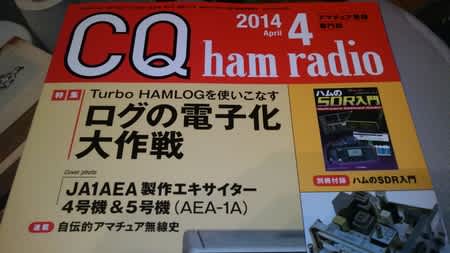 CQ ham radio
2014 4
April
アマチュア無線
専門誌
特集
Turbo HAMLOGを使いこなす
ログの電子化
大作戦
ハムの
SDR入門
別冊付録 ハムのSDR入門
Cover photo
JA1AEA 製作エキサイター
4号機&5号機(AEA-1A)
連載 自伝的アマチュア無線史